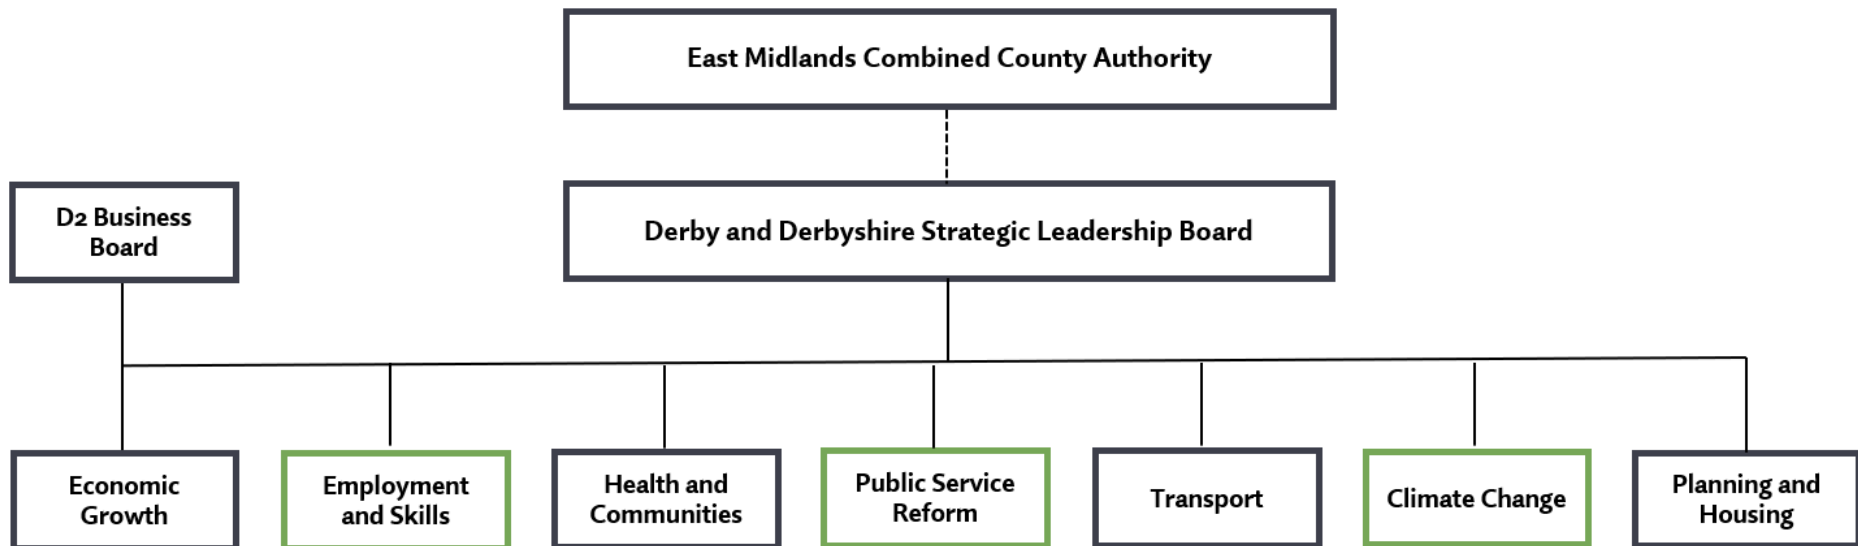 East Midlands Combined County Authority
D2 Business
Board
Derby and Derbyshire Strategic Leadership Board
Economic
Growth
Employment
and Skills
Health and
Communities
Public Service
Reform
Transport
Climate Change
Planning and
Housing